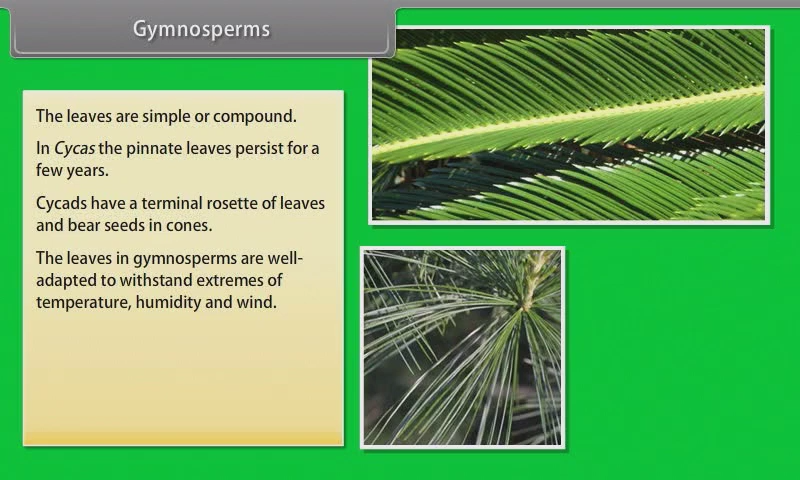 Gymnosperms
The leaves are simple or compound.
In Cycas the pinnate leaves persist for a
few years.
Cycads have a terminal rosette of leaves
and bear seeds in cones.
The leaves in gymnosperms are well-
adapted to withstand extremes of
temperature, humidity and wind.